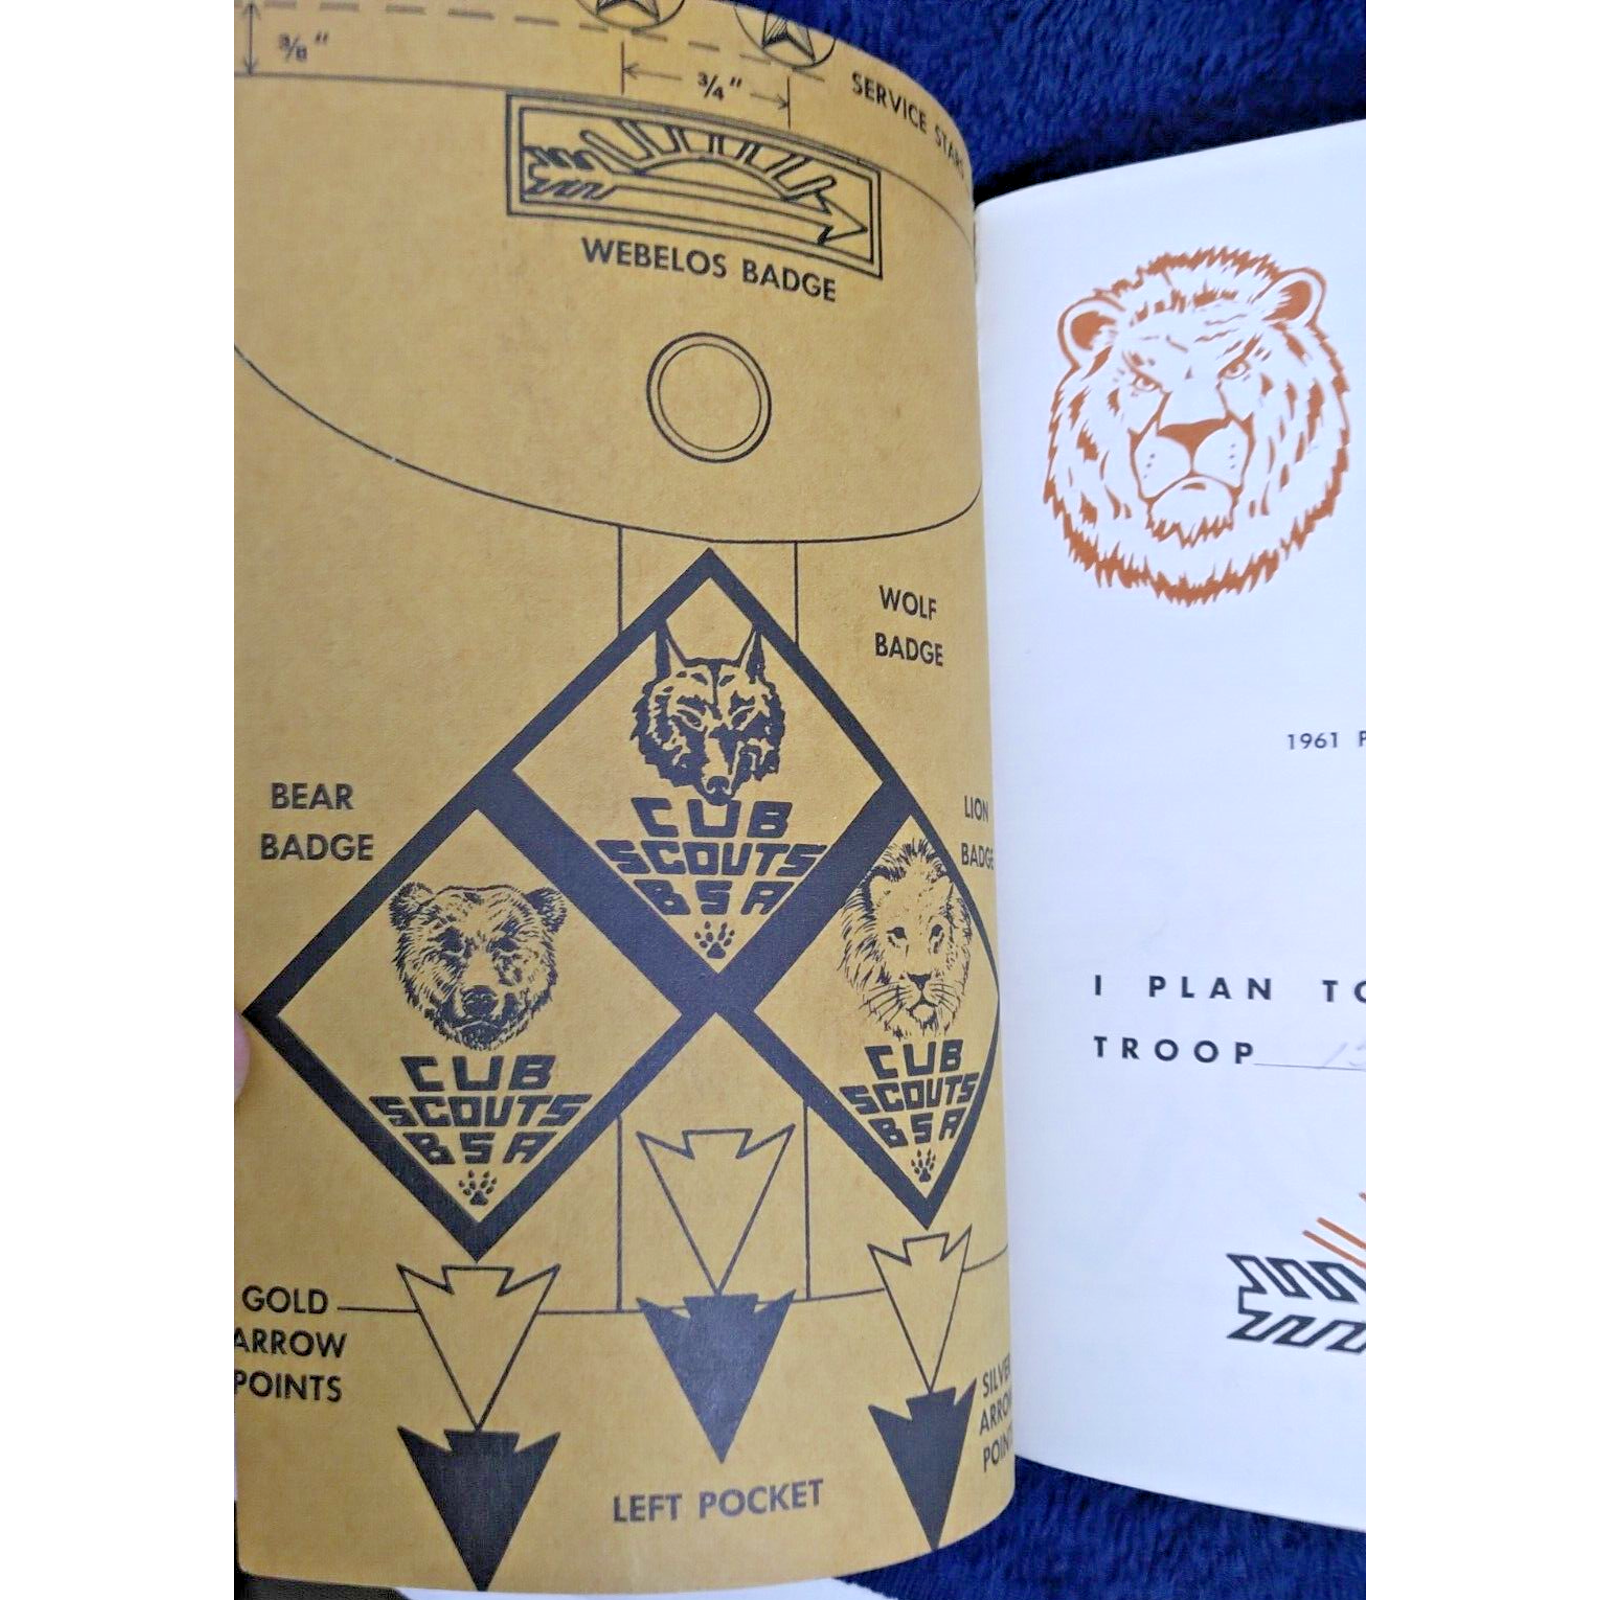 3/8"
3/4"
SERVICE STARS
WEBELOS BADGE
WOLF
BADGE
CUB
SCOUTS
BSA
BEAR
BADGE
CUB
SCOUTS
BSA
LION
BADGE
CUB
SCOUTS
BSA
GOLD
ARROW
POINTS
SILVER
ARROW
POINTS
LEFT POCKET
1961
I PLAN TO
TROOP